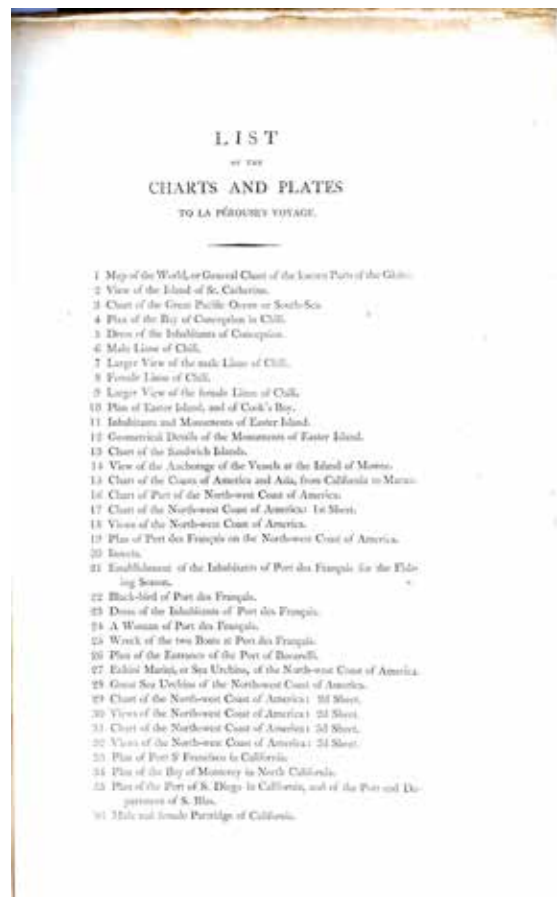 LIST
OF THE
CHARTS AND PLATES
TO LA PÉROUSE'S VOYAGE.
1 Map of the World, or General Chart of the known Parts of the Globe.
2 View of the Island of St. Catherine.
3 Chart of the Great Pacific Ocean or South-Sea
4 Plan of the Bay of Conception in Chili.
5 Dress of the Inhabitants of Conception.
6 Male Liime of Chili.
7 Larger View of the male Liime of Chili.
8 Female Liime of Chili.
9 Larger View of the female Liime of Chili.
10 Plan of Easter Island, and of Cook's Bay.
11 Inhabitants and Monuments of Easter Island.
12 Geometrical Details of the Monuments of Easter Island.
13 Chart of the Sandwich Islands.
14 View of the Anchorage of the Vessels at the Island of Mowee.
15 Chart of the Coasts of America and Asia, from California to Macao.
16 Chart of Part of the North-west Coast of America.
17 Chart of the North-west Coast of America: 1st Sheet.
18 Views of the North-west Coast of America.
19 Plan of Port des Français on the North-west Coast of America.
20 Insects.
21 Establishment of the Inhabitants of Port des Français for the Fish-
ing Season.
22 Black-bird of Port des Français.
23 Dress of the Inhabitants of Port des Français.
24 A Woman of Port des Français.
25 Wreck of the two Boats at Port des Français.
26 Plan of the Entrance of the Port of Bucarelli.
27 Echini Marini, or Sea Urchins, of the North-west Coast of America.
28 Great Sea Urchins of the North-west Coast of America.
29 Chart of the North-west Coast of America: 2d Sheet.
30 Views of the North-west Coast of America: 2d Sheet.
31 Chart of the North-west Coast of America: 3d Sheet.
32 Views of the North-west Coast of America: 3d Sheet.
33 Plan of Port St Francisco in California.
34 Plan of the Bay of Monterey in North California.
35 Plan of the Port of S. Diego in California, and of the Port and De-
partment of S. Blas.
36 Male and female Partridge of California.